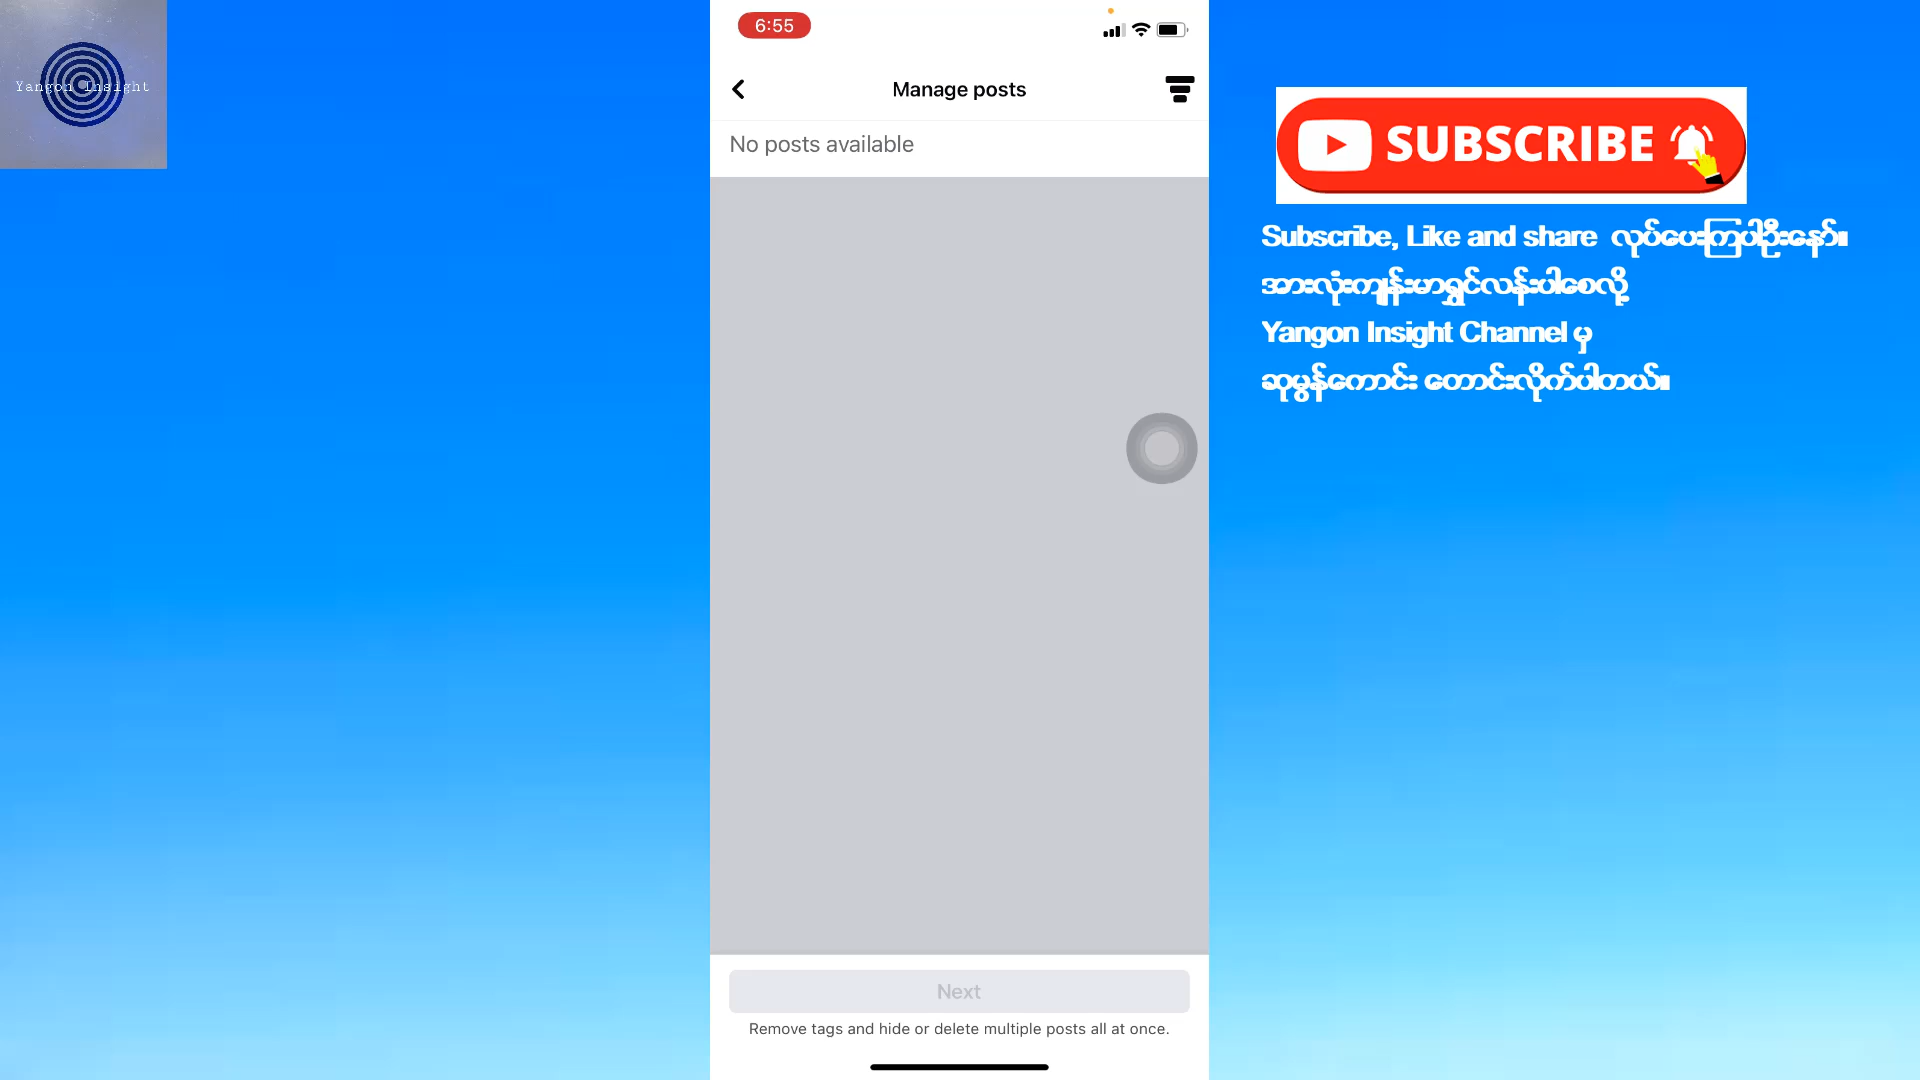 Yangon Insight
6:55
Manage posts
No posts available
SUBSCRIBE
Subscribe, Like and share လုပ်ပေးကြပါဦးနော်။
အားလုံးကျန်းမာရွှင်လန်းပါစေလို့
Yangon Insight Channel မှ
ဆုမွန်ကောင်း တောင်းလိုက်ပါတယ်။
Next
Remove tags and hide or delete multiple posts all at once.